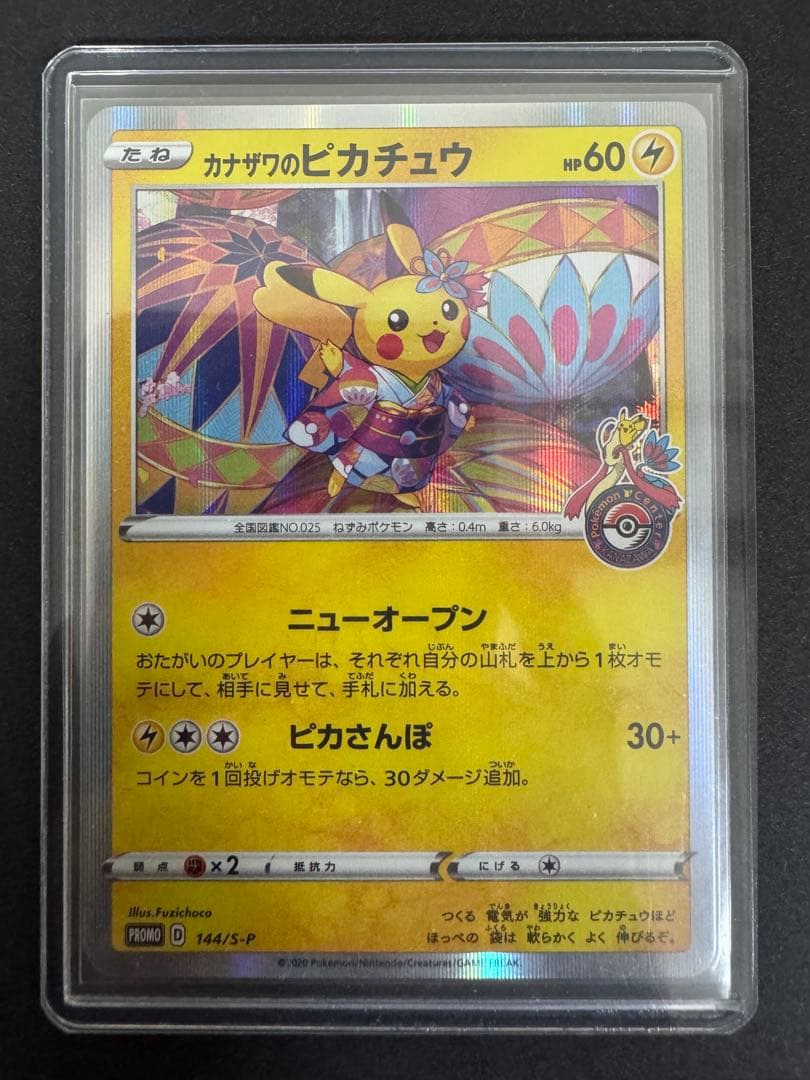 たね カナザワのピカチュウ HP60
Pokémon Center
KANAZAWA
全国図鑑NO.025 ねずみポケモン 高さ:0.4m 重さ:6.0kg
ニューオープン
おたがいのプレイヤーは、それぞれ自分の山札を上から1枚オモ
テにして、相手に見せて、手札に加える。
ピカさんぽ 30+
コインを1回投げオモテなら、30ダメージ追加。
弱点 ×2 抵抗力 にげる
Illus.Fuzichoco
つくる 電気が 強力な ピカチュウほど
ほっぺの 袋は 軟らかく よく 伸びるぞ。
PROMO D 144/S-P
©2020 Pokémon/Nintendo/Creatures/GAME FREAK.